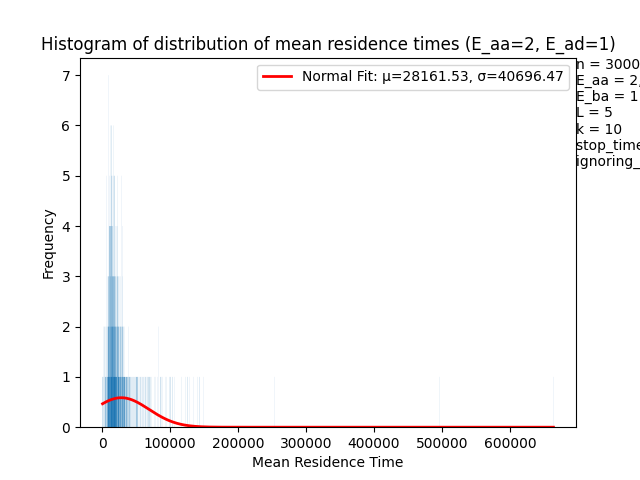 Histogram of distribution of mean residence times (E_aa=2, E_ad=1)
Normal Fit: μ=28161.53, σ=40696.47
n = 3000
E_aa = 2,
E_ba = 1
L = 5
k = 10
stop_time
ignoring_
7
6
5
4
3
2
1
0
Frequency
0 100000 200000 300000 400000 500000 600000
Mean Residence Time